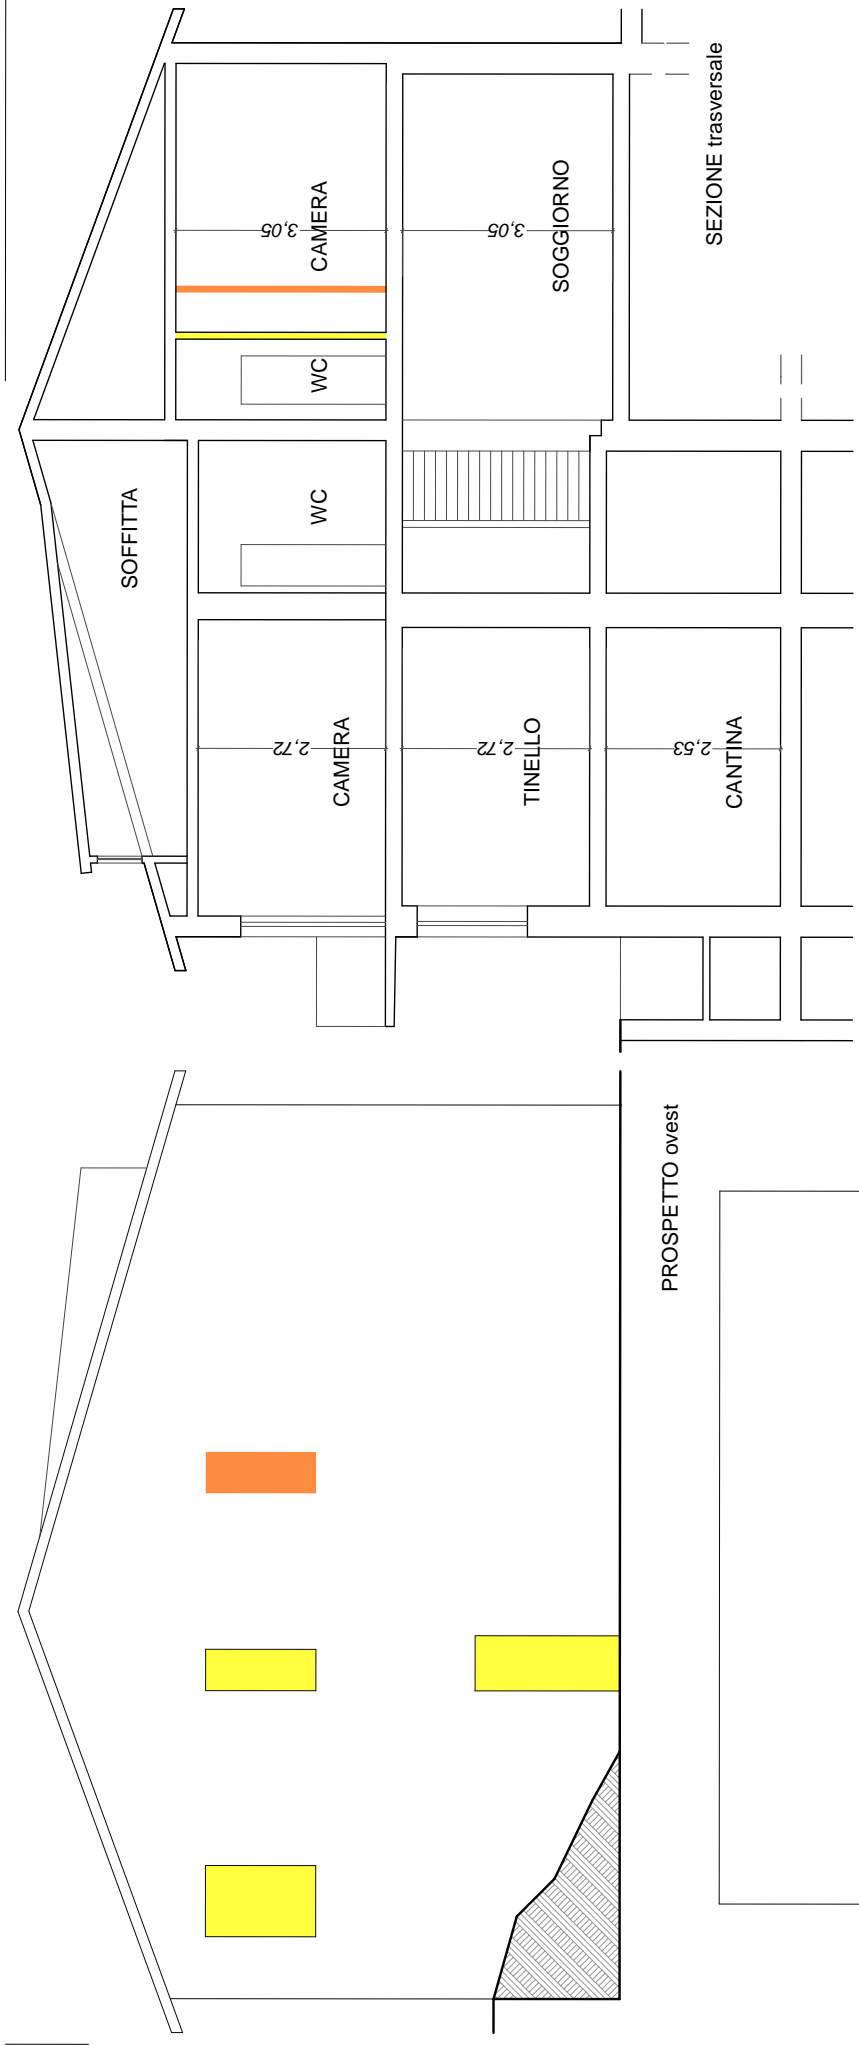 SOFFITTA
CAMERA
2,72
WC
WC
CAMERA
3,05
TINELLO
2,72
SOGGIORNO
3,05
CANTINA
2,53
SEZIONE trasversale
PROSPETTO ovest